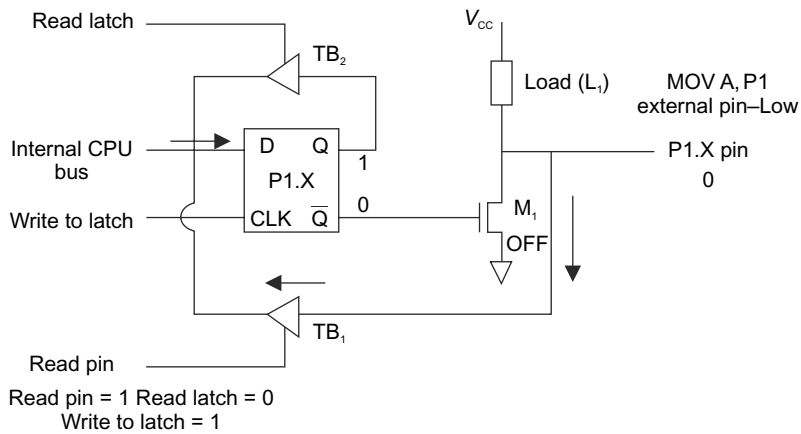 Read latch
TB2
VCC
Load (L1)
MOV A, P1
external pin–Low
Internal CPU
bus
D Q
1
P1.X
P1.X pin
0
Write to latch
CLK Q̅
0
M1
OFF
TB1
Read pin
Read pin = 1 Read latch = 0
Write to latch = 1